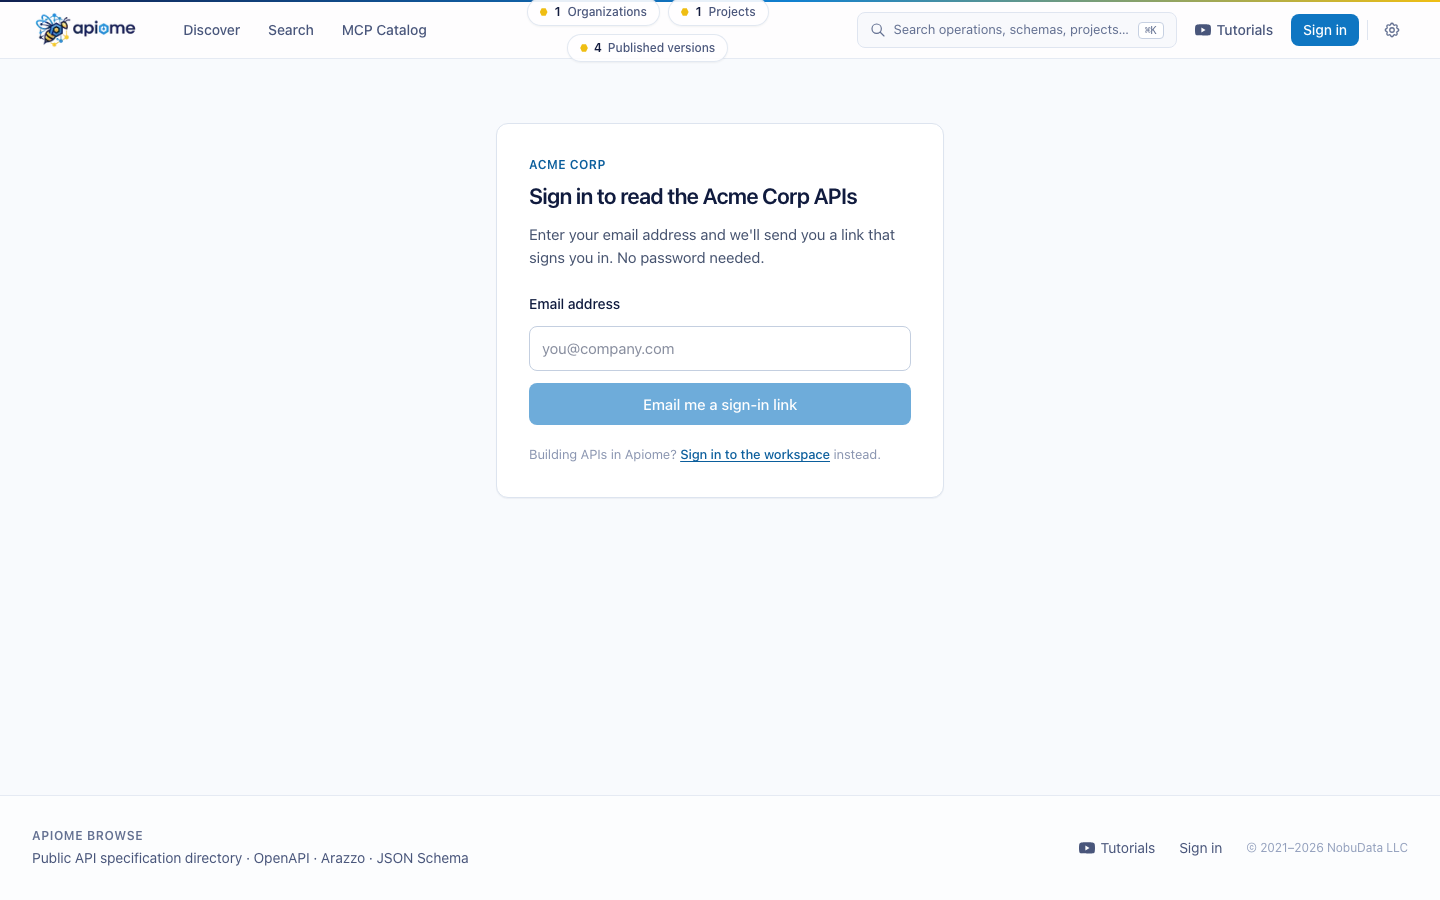 apiome
Discover
Search
MCP Catalog
1 Organizations
1 Projects
4 Published versions
Search operations, schemas, projects...
⌘K
Tutorials
Sign in
ACME CORP
Sign in to read the Acme Corp APIs
Enter your email address and we'll send you a link that
signs you in. No password needed.
Email address
you@company.com
Email me a sign-in link
Building APIs in Apiome? Sign in to the workspace instead.
APIOME BROWSE
Public API specification directory · OpenAPI · Arazzo · JSON Schema
Tutorials
Sign in
© 2021–2026 NobuData LLC